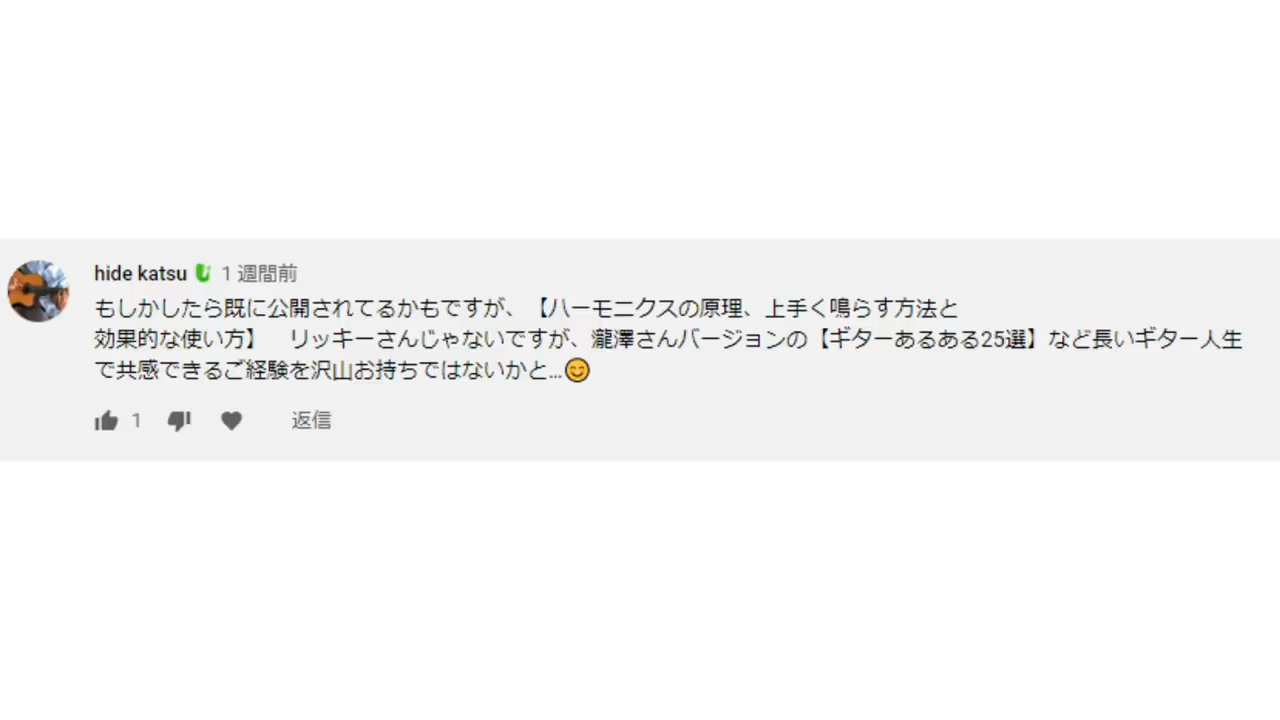 hide katsu 1 週間前
もしかしたら既に公開されてるかもですが、【ハーモニクスの原理、上手く鳴らす方法と
効果的な使い方】　リッキーさんじゃないですが、瀧澤さんバージョンの【ギターあるある25選】など長いギター人生
で共感できるご経験を沢山お持ちではないかと...😊
1 返信